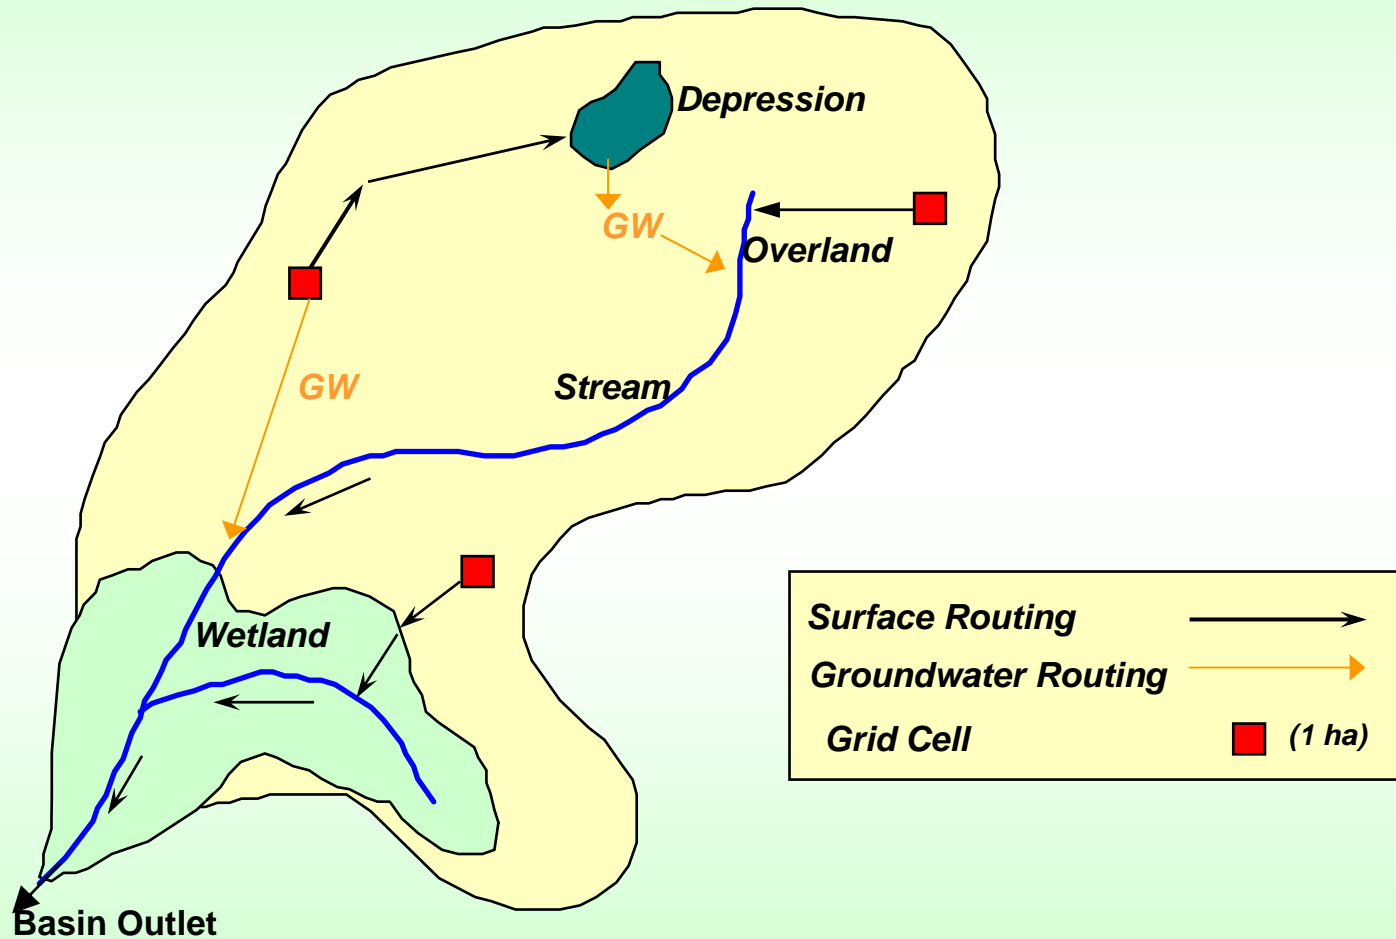 Depression
GW
Overland
GW
Stream
Wetland
Surface Routing
Groundwater Routing
Grid Cell (1 ha)
Basin Outlet